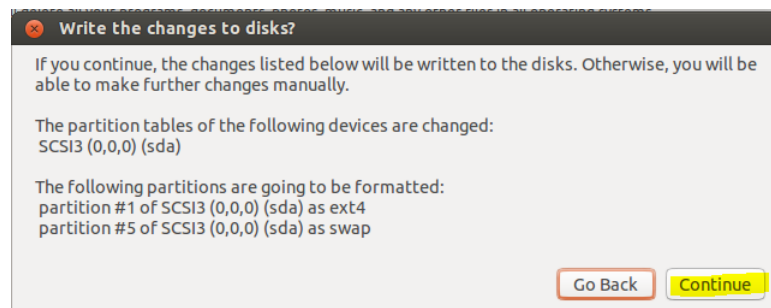 Write the changes to disks?
If you continue, the changes listed below will be written to the disks. Otherwise, you will be
able to make further changes manually.
The partition tables of the following devices are changed:
SCSI3 (0,0,0) (sda)
The following partitions are going to be formatted:
partition #1 of SCSI3 (0,0,0) (sda) as ext4
partition #5 of SCSI3 (0,0,0) (sda) as swap
Go Back Continue